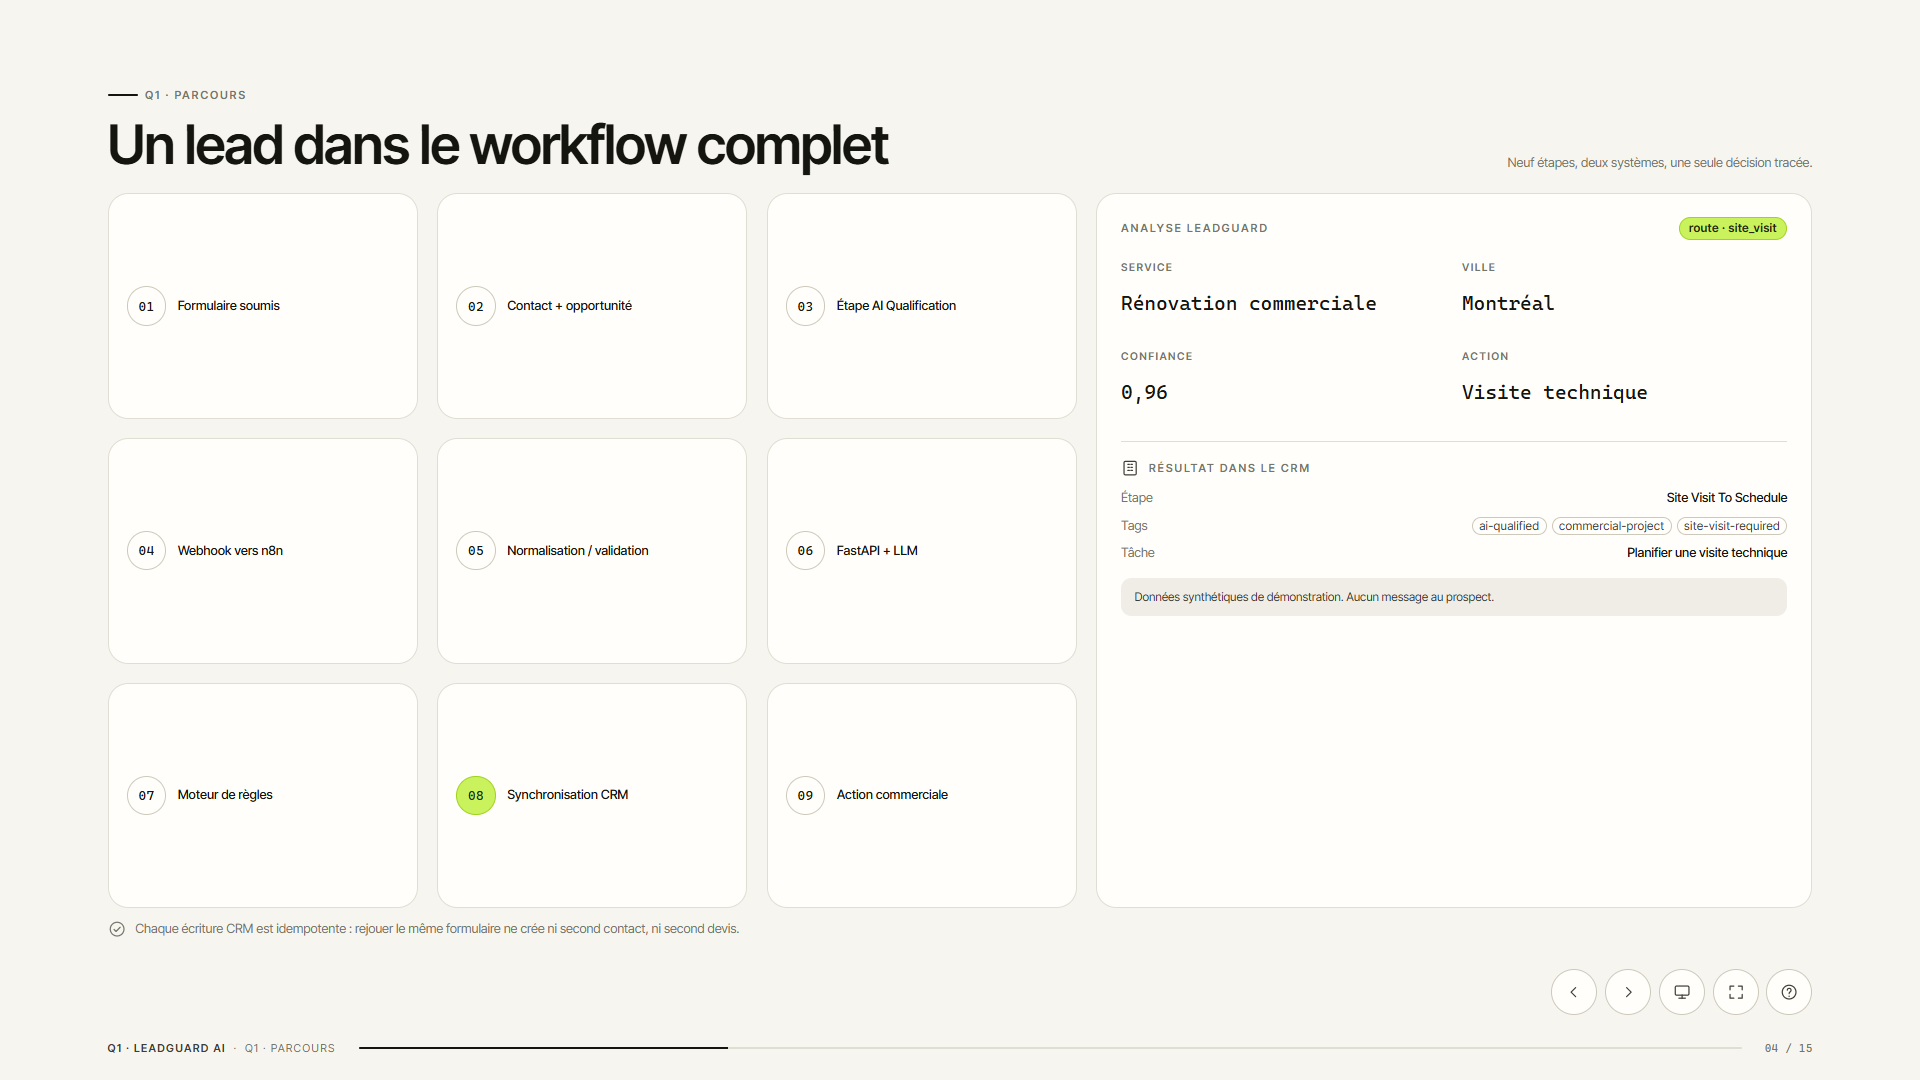 Q1 · PARCOURS
Un lead dans le workflow complet
Neuf étapes, deux systèmes, une seule décision tracée.
01 Formulaire soumis
02 Contact + opportunité
03 Étape AI Qualification
04 Webhook vers n8n
05 Normalisation / validation
06 FastAPI + LLM
07 Moteur de règles
08 Synchronisation CRM
09 Action commerciale
ANALYSE LEADGUARD
route · site_visit
SERVICE
Rénovation commerciale
VILLE
Montréal
CONFIANCE
0,96
ACTION
Visite technique
RÉSULTAT DANS LE CRM
Étape Site Visit To Schedule
Tags ai-qualified commercial-project site-visit-required
Tâche Planifier une visite technique
Données synthétiques de démonstration. Aucun message au prospect.
Chaque écriture CRM est idempotente : rejouer le même formulaire ne crée ni second contact, ni second devis.
Q1 · LEADGUARD AI · Q1 · PARCOURS
04 / 15